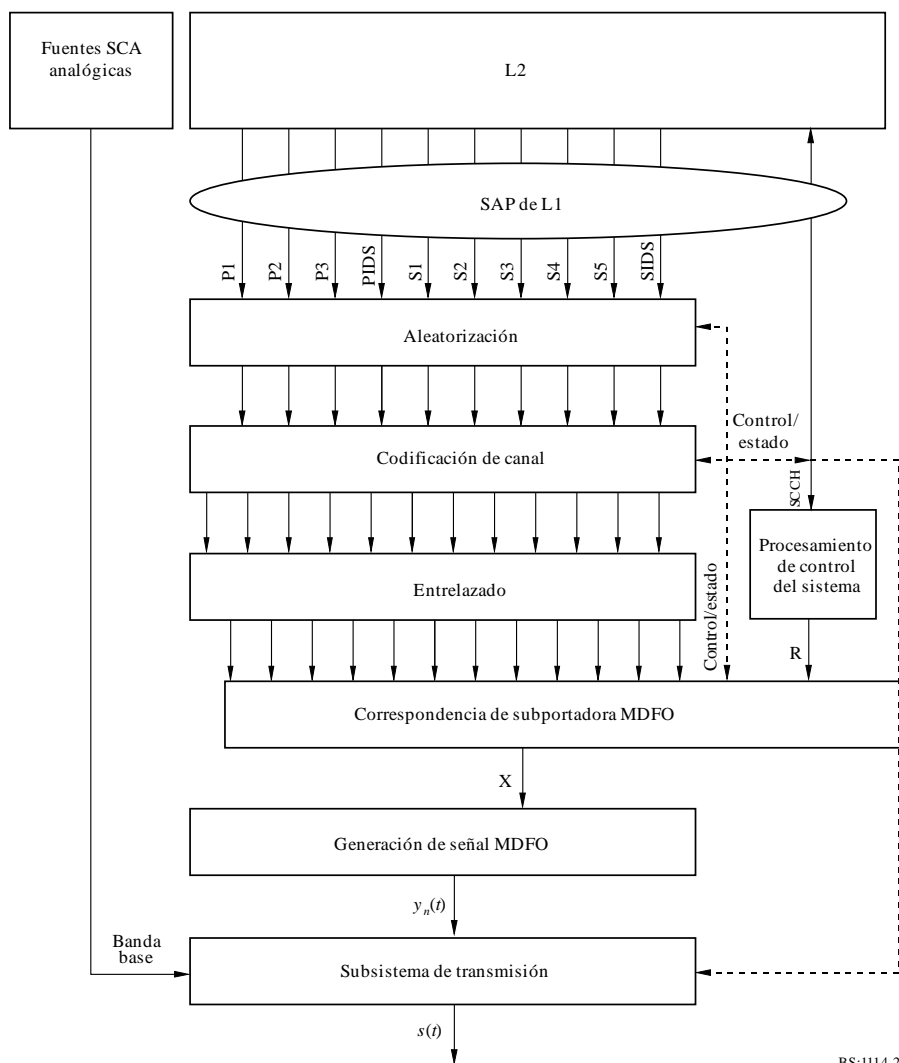 Fuentes SCA
analógicas
L2
SAP de L1
P1
P2
P3
PIDS
S1
S2
S3
S4
S5
SIDS
Aleatorización
Control/
estado
Codificación de canal
SCCH
Procesamiento
de control
del sistema
Entrelazado
Control/estado
R
Correspondencia de subportadora MDFO
X
Generación de señal MDFO
yn(t)
Banda
base
Subsistema de transmisión
s(t)
BS:1114-2